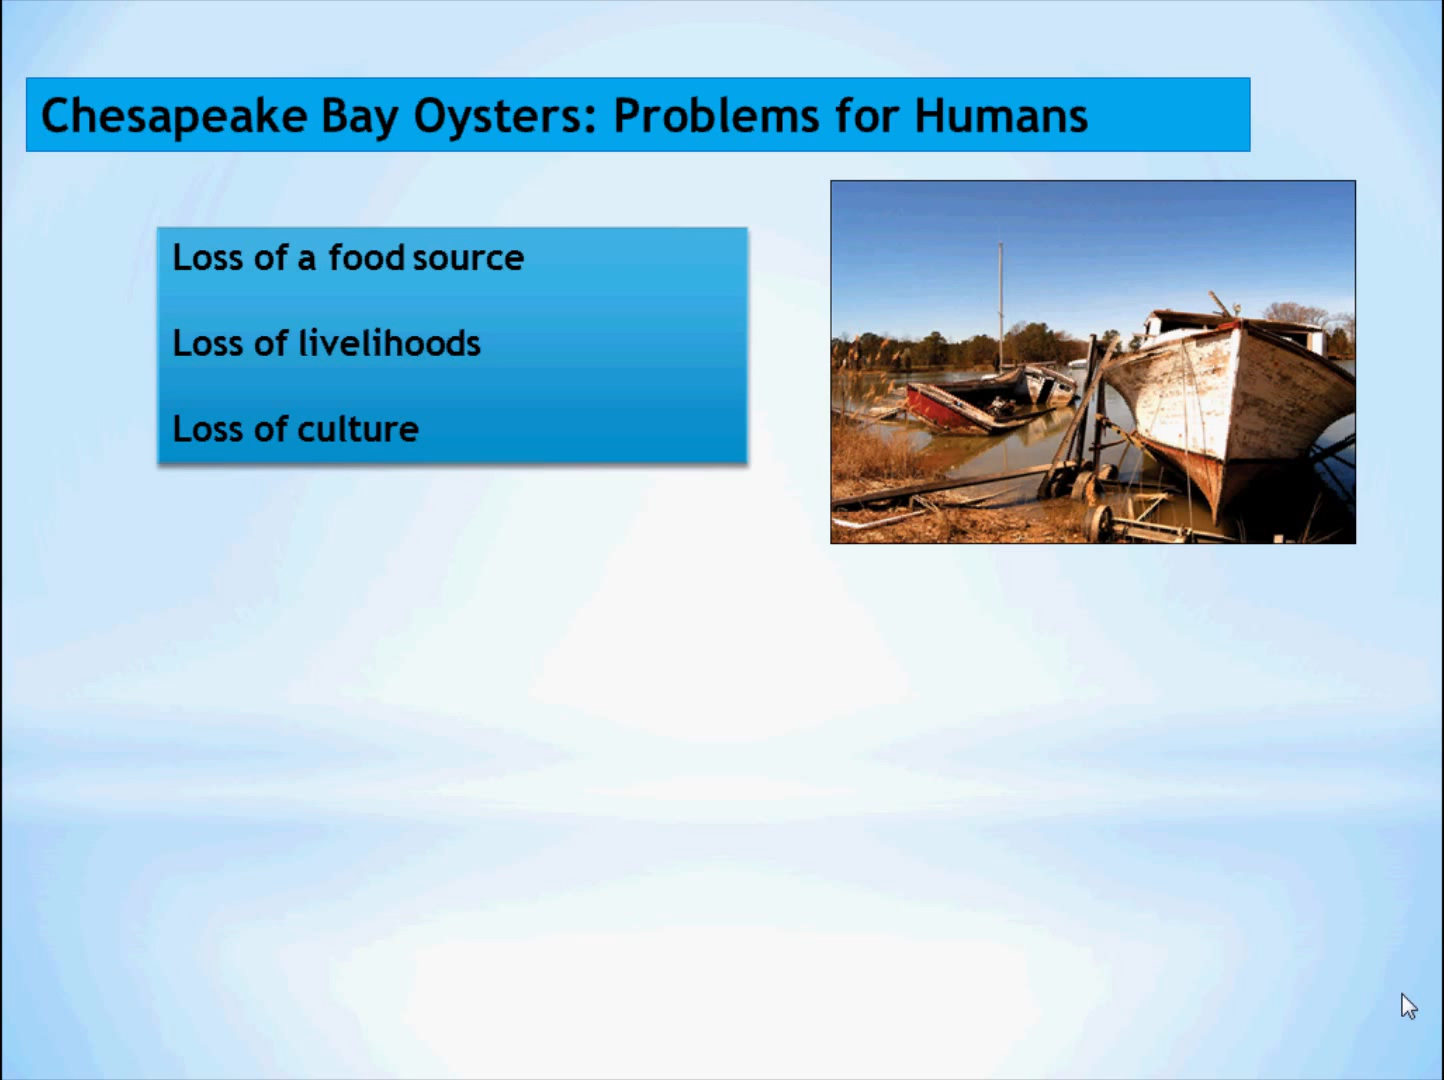 Chesapeake Bay Oysters: Problems for Humans
Loss of a food source
Loss of livelihoods
Loss of culture